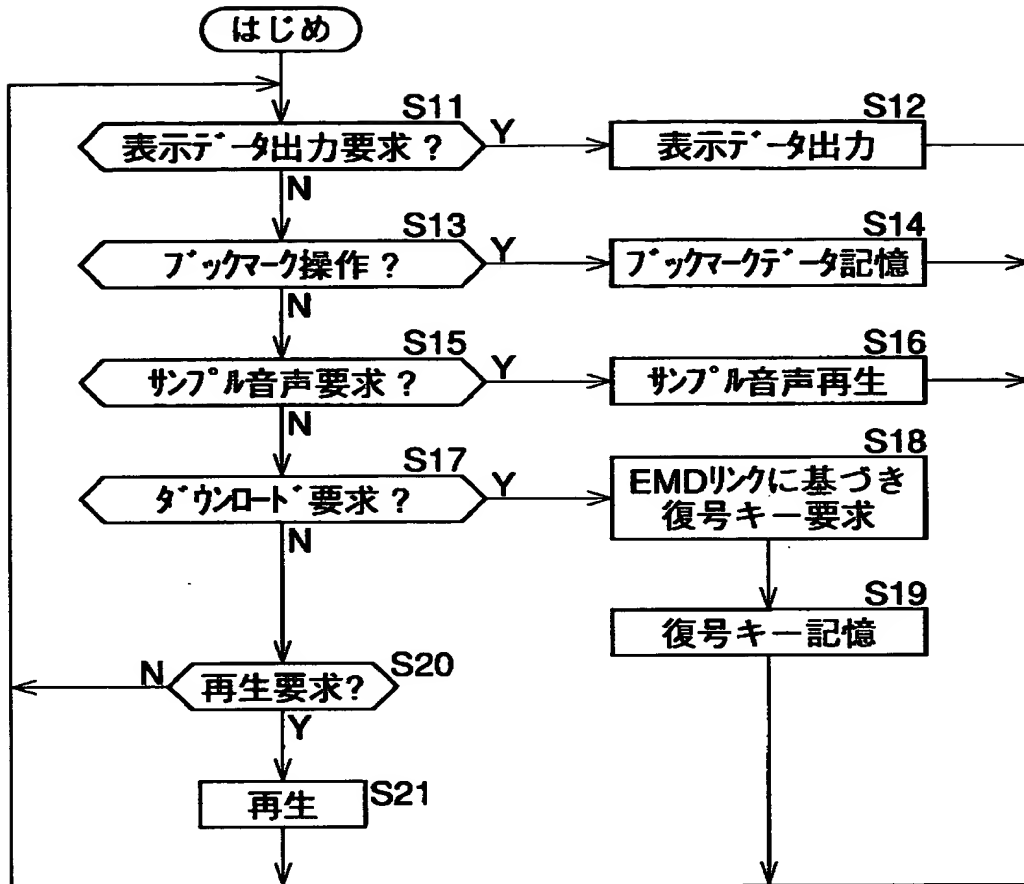 はじめ
S11
表示データ出力要求？
Y
S12
表示データ出力
N
S13
ブックマーク操作？
Y
S14
ブックマークデータ記憶
N
S15
サンプル音声要求？
Y
S16
サンプル音声再生
N
S17
ダウンロード要求？
Y
S18
EMDリンクに基づき
復号キー要求
N
S19
復号キー記憶
N
S20
再生要求?
Y
再生
S21